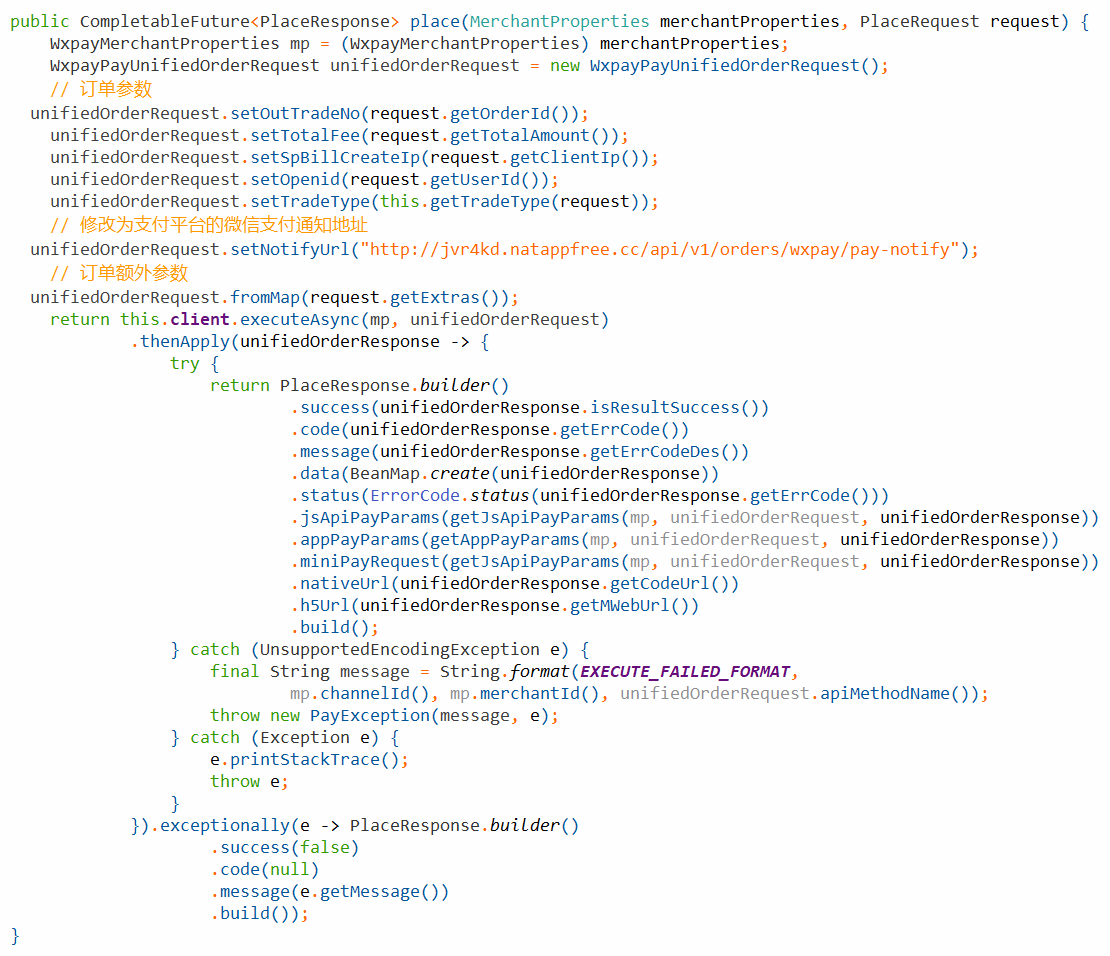 public CompletableFuture<PlaceResponse> place(MerchantProperties merchantProperties, PlaceRequest request) {
    WxpayMerchantProperties mp = (WxpayMerchantProperties) merchantProperties;
    WxpayPayUnifiedOrderRequest unifiedOrderRequest = new WxpayPayUnifiedOrderRequest();
    // 订单参数
  unifiedOrderRequest.setOutTradeNo(request.getOrderId());
    unifiedOrderRequest.setTotalFee(request.getTotalAmount());
    unifiedOrderRequest.setSpBillCreateIp(request.getClientIp());
    unifiedOrderRequest.setOpenid(request.getUserId());
    unifiedOrderRequest.setTradeType(this.getTradeType(request));
    // 修改为支付平台的微信支付通知地址
  unifiedOrderRequest.setNotifyUrl("http://jvr4kd.natappfree.cc/api/v1/orders/wxpay/pay-notify");
    // 订单额外参数
  unifiedOrderRequest.fromMap(request.getExtras());
    return this.client.executeAsync(mp, unifiedOrderRequest)
            .thenApply(unifiedOrderResponse -> {
                try {
                    return PlaceResponse.builder()
                            .success(unifiedOrderResponse.isResultSuccess())
                            .code(unifiedOrderResponse.getErrCode())
                            .message(unifiedOrderResponse.getErrCodeDes())
                            .data(BeanMap.create(unifiedOrderResponse))
                            .status(ErrorCode.status(unifiedOrderResponse.getErrCode()))
                            .jsApiPayParams(getJsApiPayParams(mp, unifiedOrderRequest, unifiedOrderResponse))
                            .appPayParams(getAppPayParams(mp, unifiedOrderRequest, unifiedOrderResponse))
                            .miniPayRequest(getJsApiPayParams(mp, unifiedOrderRequest, unifiedOrderResponse))
                            .nativeUrl(unifiedOrderResponse.getCodeUrl())
                            .h5Url(unifiedOrderResponse.getMWebUrl())
                            .build();
                } catch (UnsupportedEncodingException e) {
                    final String message = String.format(EXECUTE_FAILED_FORMAT,
                            mp.channelId(), mp.merchantId(), unifiedOrderRequest.apiMethodName());
                    throw new PayException(message, e);
                } catch (Exception e) {
                    e.printStackTrace();
                    throw e;
                }
            }).exceptionally(e -> PlaceResponse.builder()
                    .success(false)
                    .code(null)
                    .message(e.getMessage())
                    .build());
}